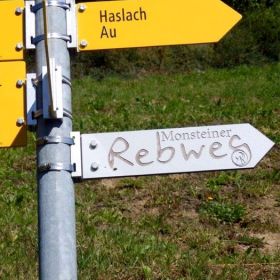 Haslach
Au
Monsteiner
Rebweg